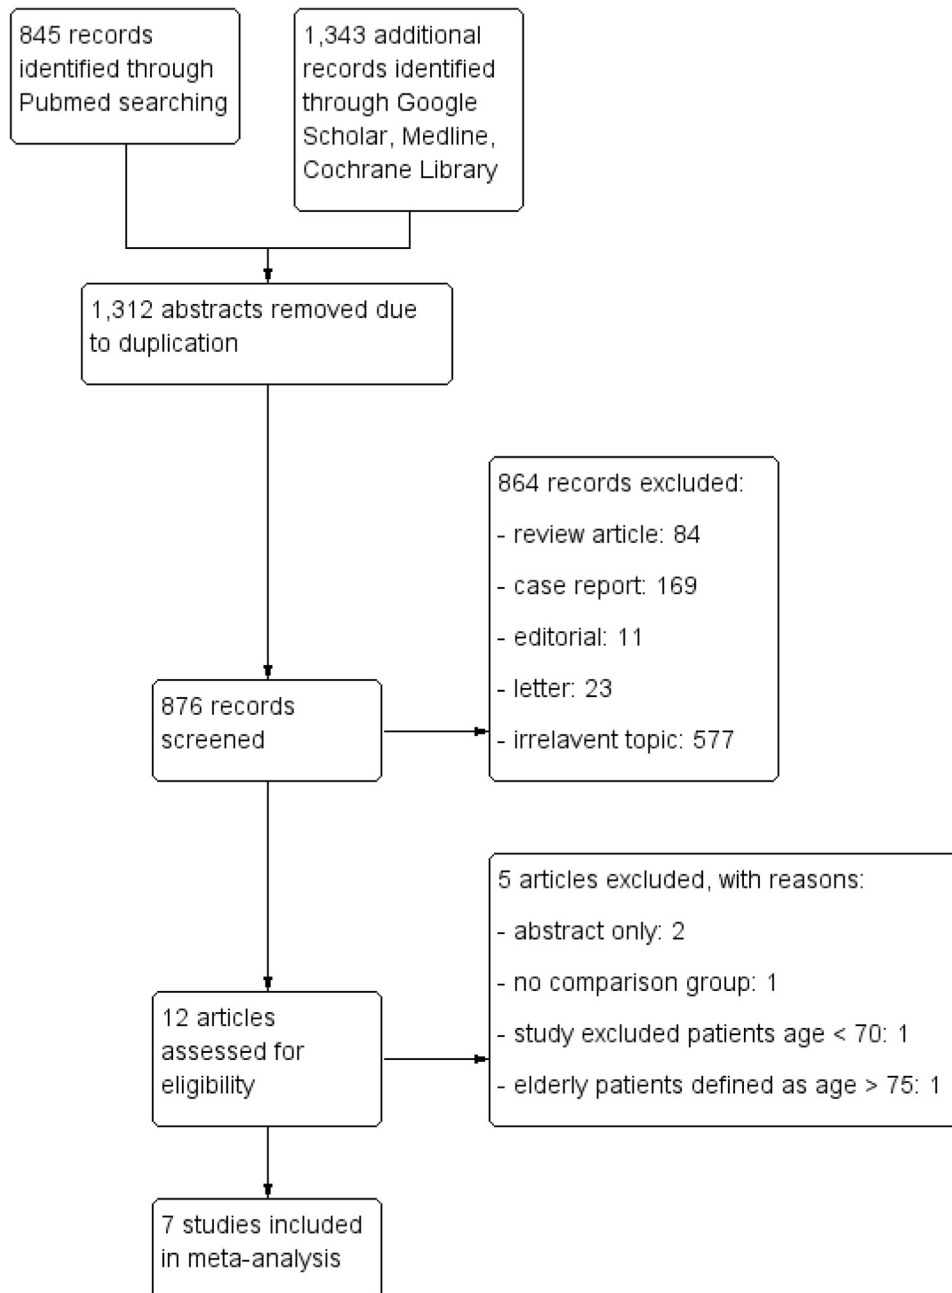 845 records
identified through
Pubmed searching
1,343 additional
records identified
through Google
Scholar, Medline,
Cochrane Library
1,312 abstracts removed due
to duplication
864 records excluded:
- review article: 84
- case report: 169
- editorial: 11
- letter: 23
- irrelavent topic: 577
876 records
screened
5 articles excluded, with reasons:
- abstract only: 2
- no comparison group: 1
- study excluded patients age < 70: 1
- elderly patients defined as age > 75: 1
12 articles
assessed for
eligibility
7 studies included
in meta-analysis